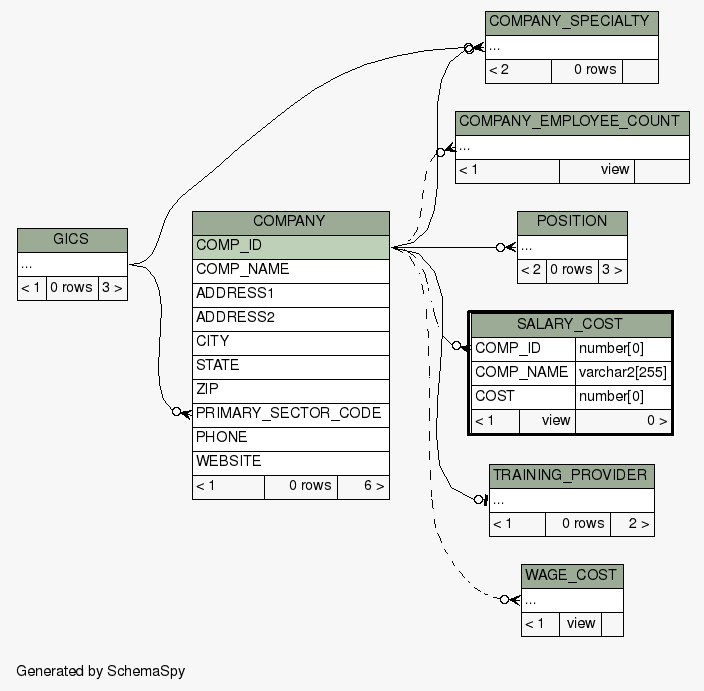 COMPANY_SPECIALTY
...
< 2 0 rows
COMPANY_EMPLOYEE_COUNT
...
< 1 view
GICS
...
< 1 0 rows 3 >
COMPANY
COMP_ID
COMP_NAME
ADDRESS1
ADDRESS2
CITY
STATE
ZIP
PRIMARY_SECTOR_CODE
PHONE
WEBSITE
< 1 0 rows 6 >
POSITION
...
< 2 0 rows 3 >
SALARY_COST
COMP_ID number[0]
COMP_NAME varchar2[255]
COST number[0]
< 1 view 0 >
TRAINING_PROVIDER
...
< 1 0 rows 2 >
WAGE_COST
...
< 1 view
Generated by SchemaSpy